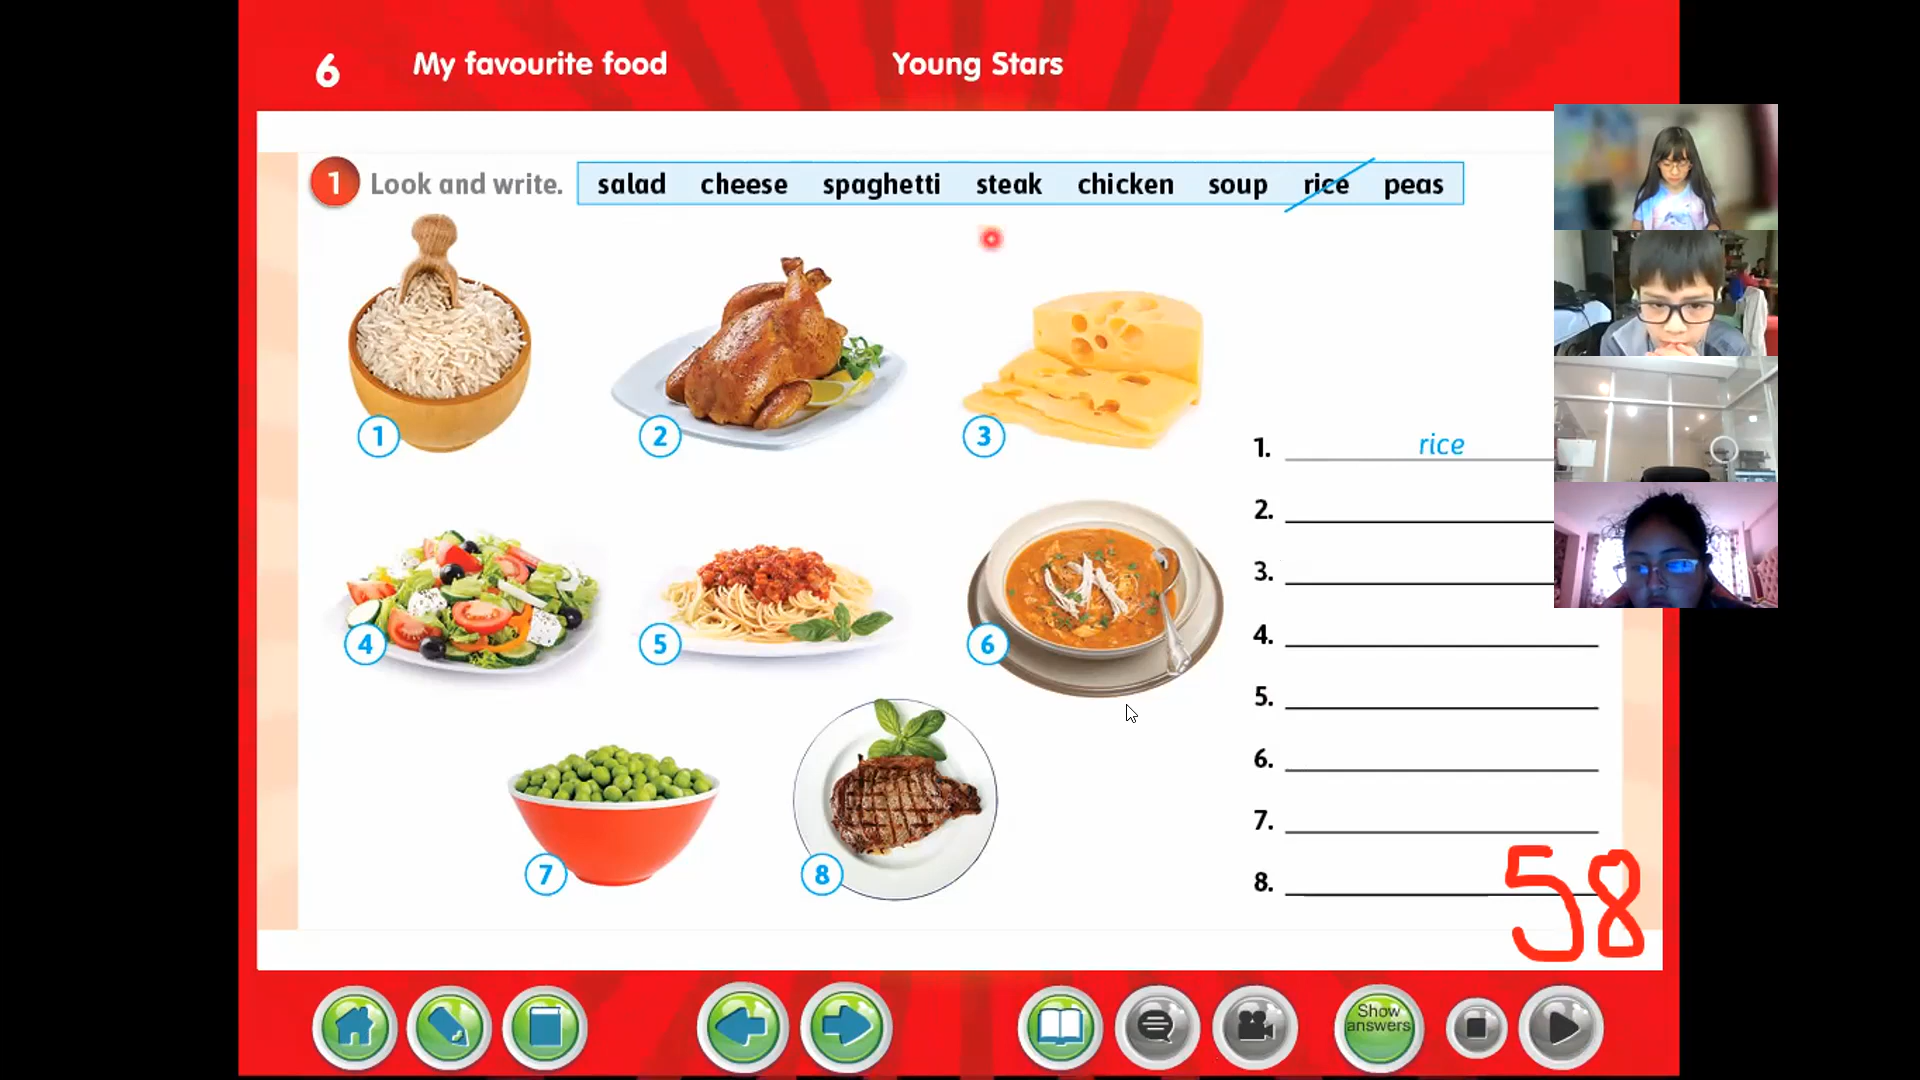 6 My favourite food Young Stars
1 Look and write. salad cheese spaghetti steak chicken soup rice peas
1 2 3
4 5 6
7 8
1. rice
2.
3.
4.
5.
6.
7.
8.
58
Show
answers